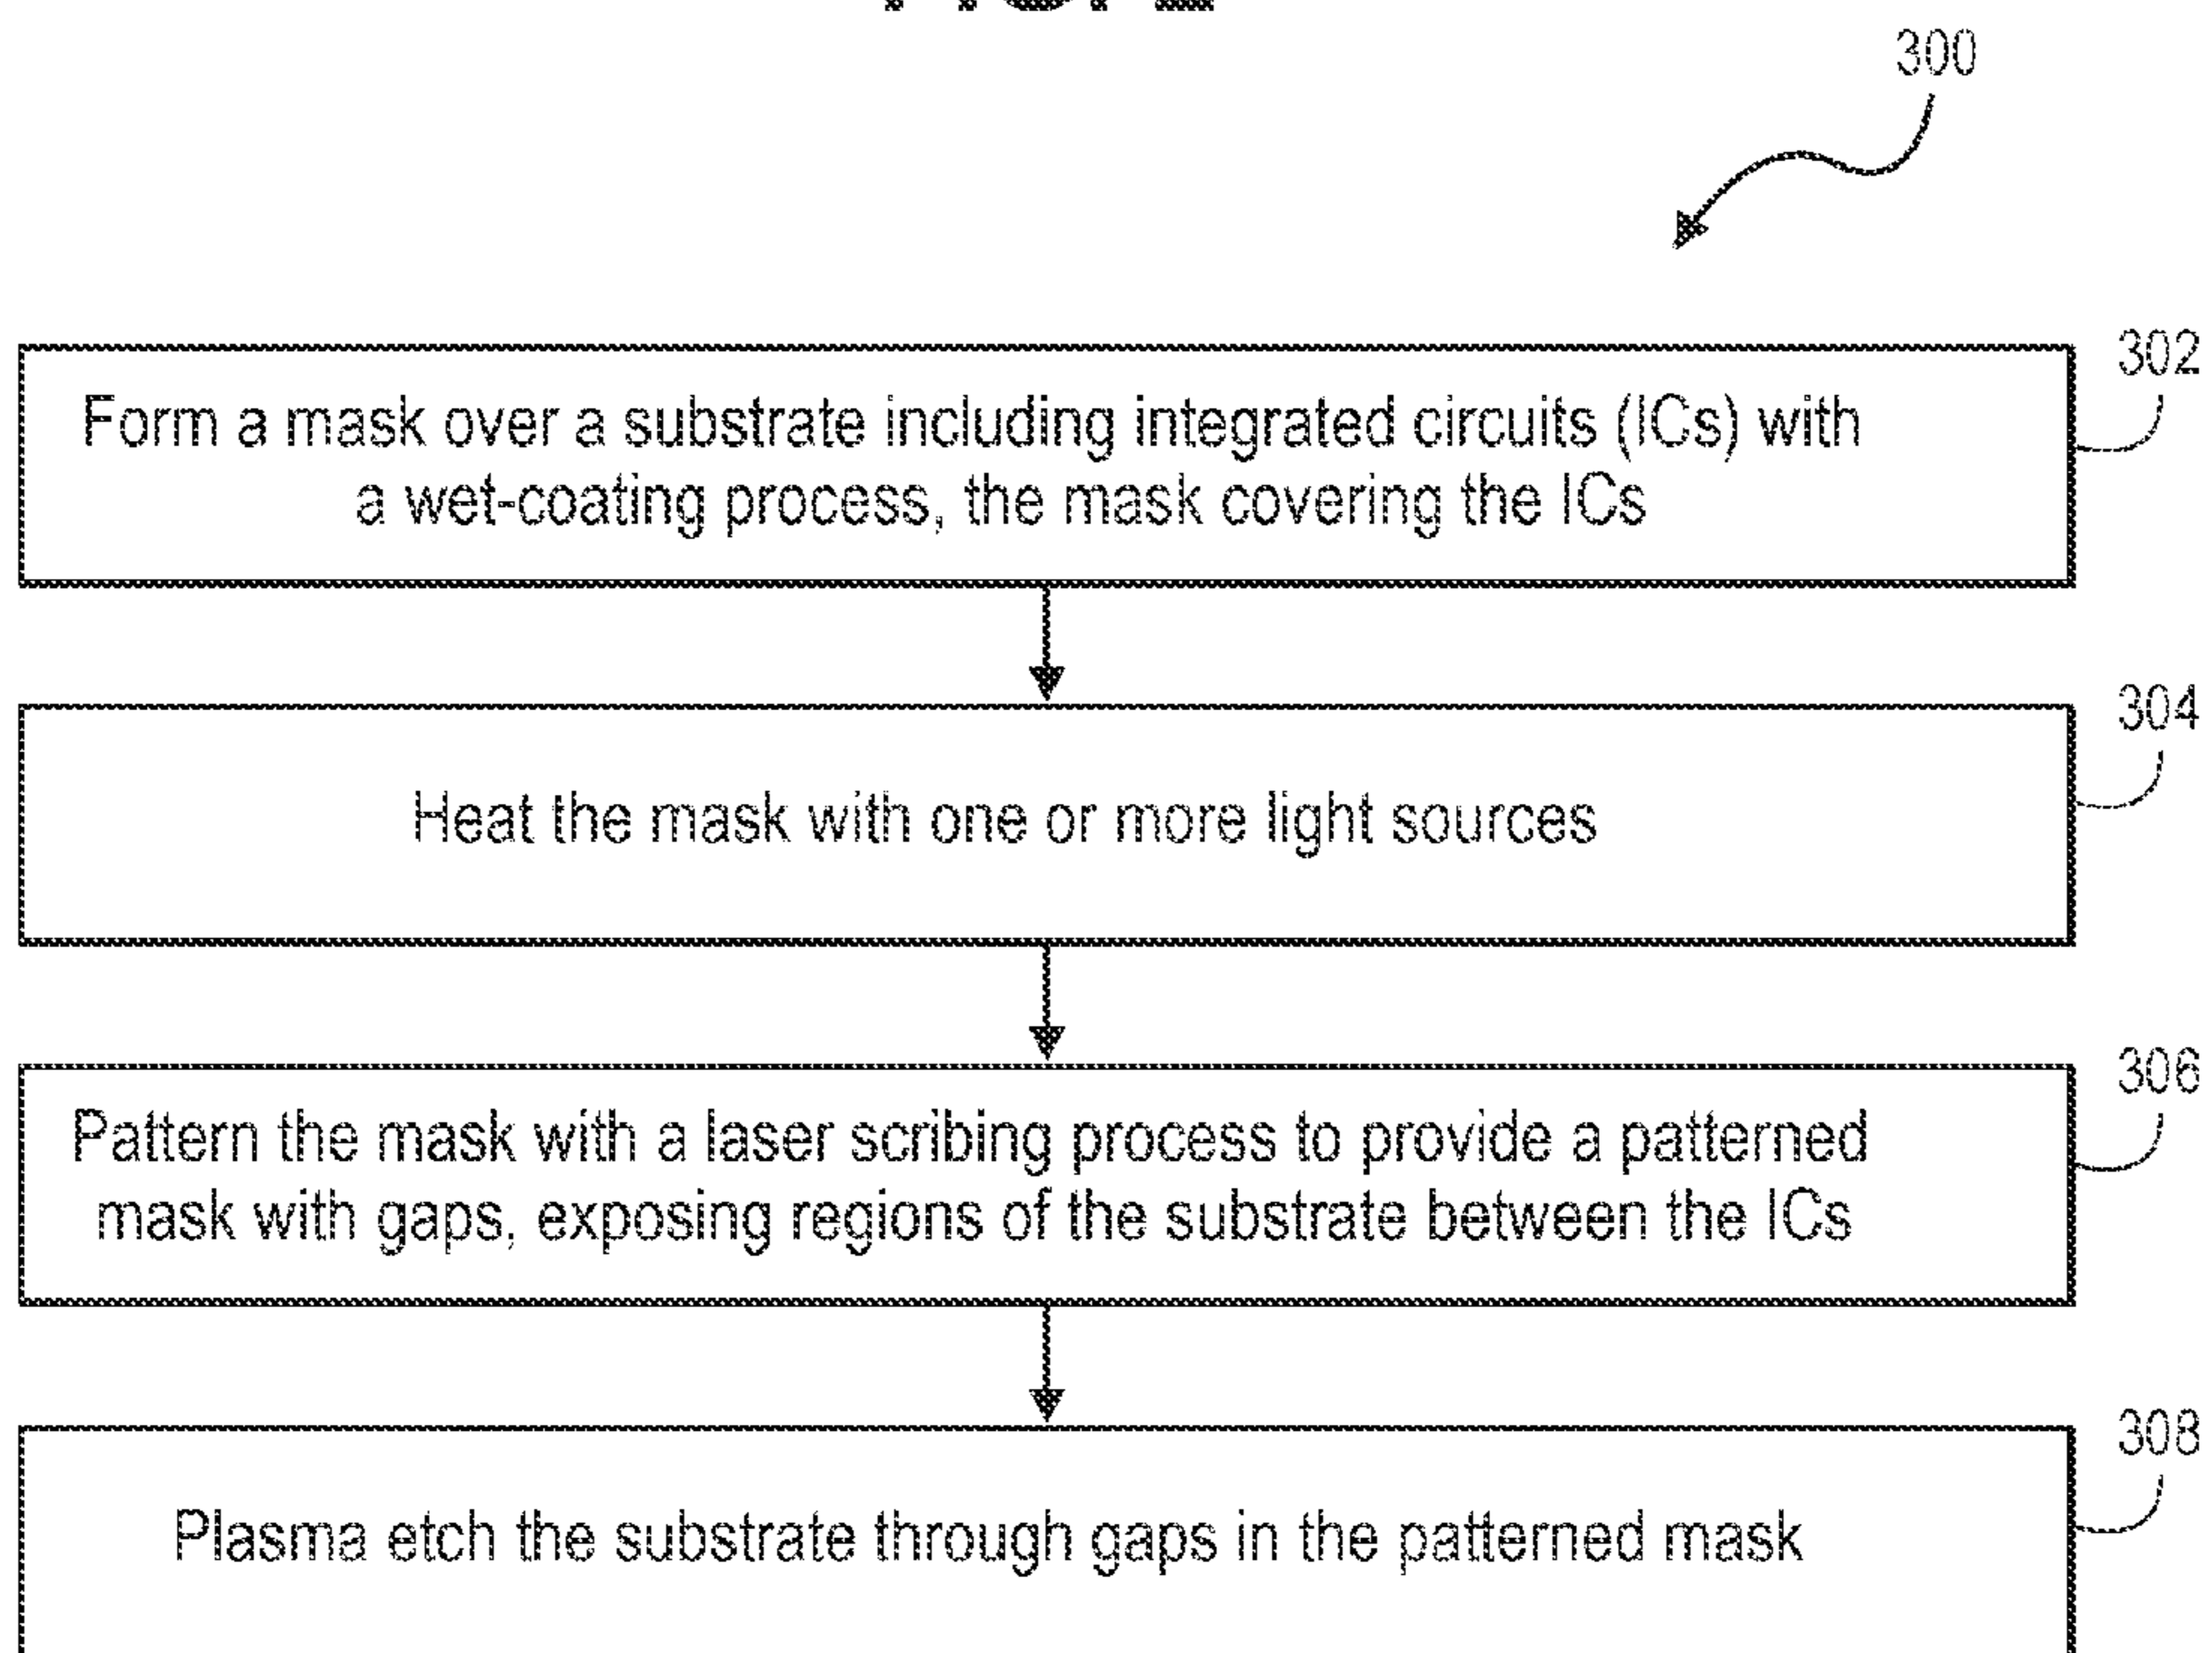 300
302
Form a mask over a substrate including integrated circuits (ICs) with
a wet-coating process, the mask covering the ICs
304
Heat the mask with one or more light sources
306
Pattern the mask with a laser scribing process to provide a patterned
mask with gaps, exposing regions of the substrate between the ICs
308
Plasma etch the substrate through gaps in the patterned mask